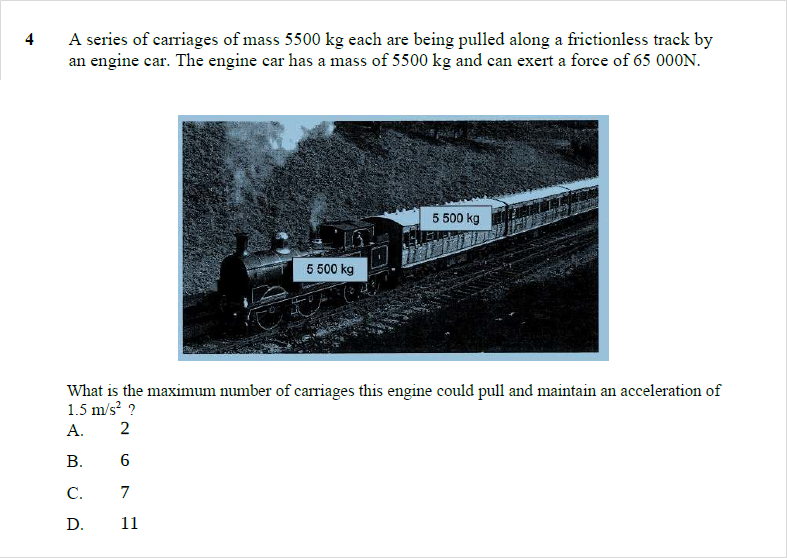 4 A series of carriages of mass 5500 kg each are being pulled along a frictionless track by
an engine car. The engine car has a mass of 5500 kg and can exert a force of 65 000N.
5 500 kg
5 500 kg
What is the maximum number of carriages this engine could pull and maintain an acceleration of
1.5 m/s² ?
A. 2
B. 6
C. 7
D. 11